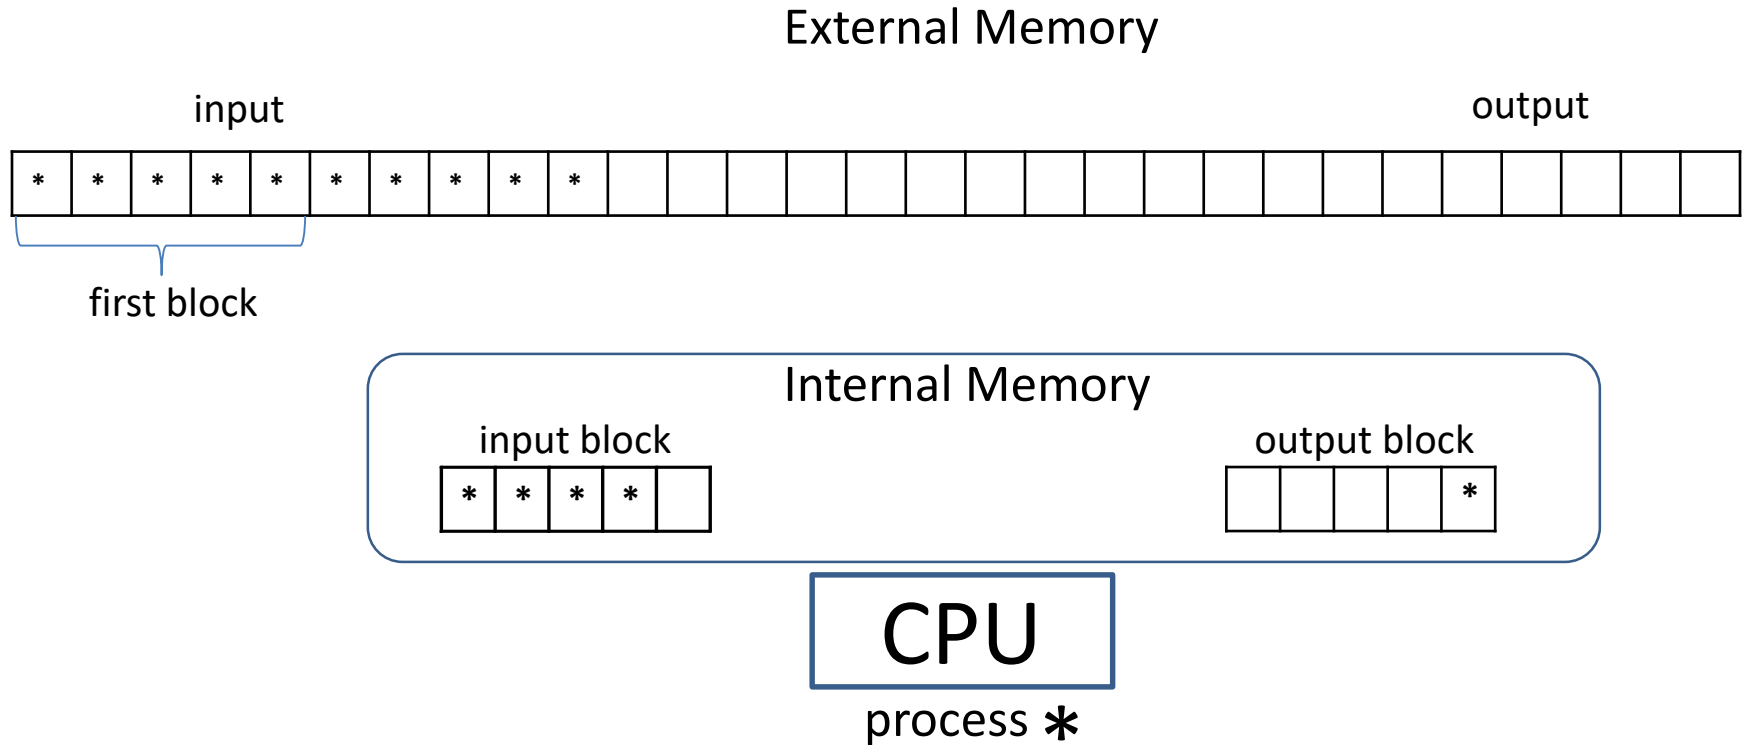 External Memory
input
output
* * * * * * * * * *
first block
Internal Memory
input block
output block
* * * *
*
CPU
process *